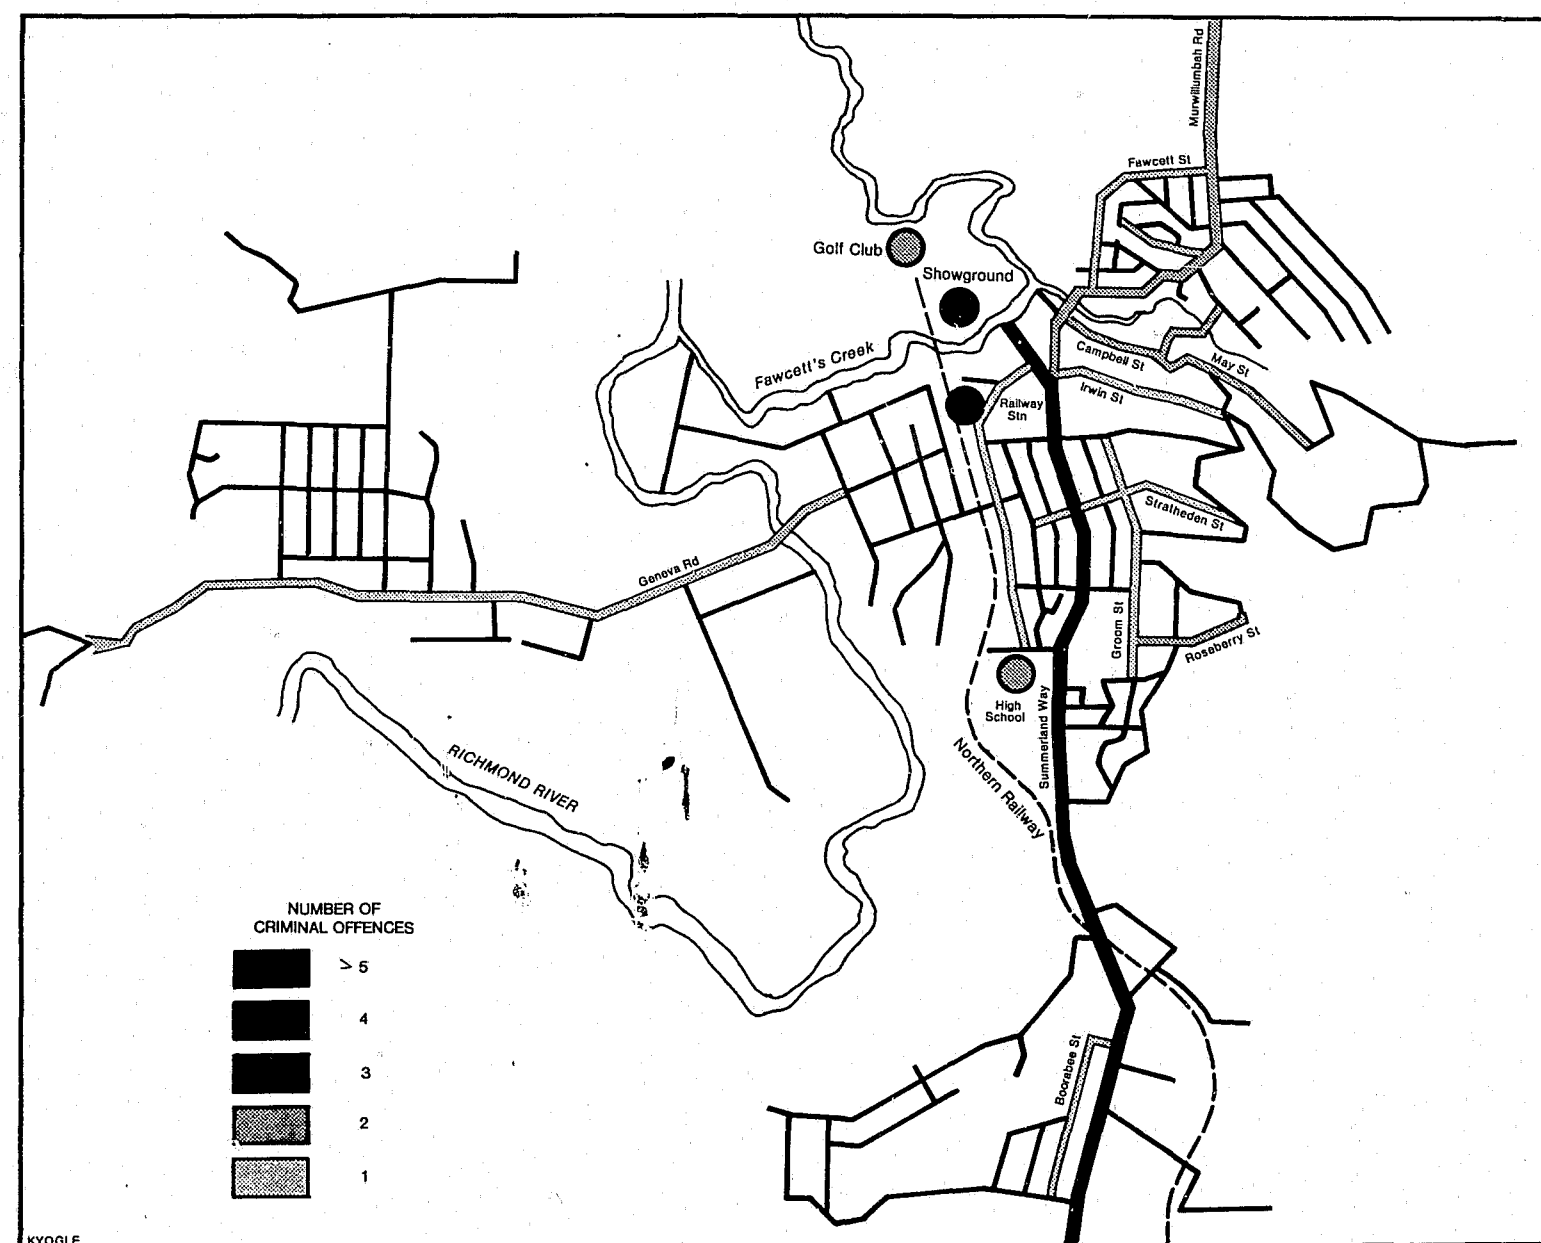 Murwillumbah Rd
Fawcett St
Golf Club
Showground
Fawcett's Creek
Campbell St
May St
Irwin St
Railway
Stn
Stratheden St
Geneva Rd
Groom St
Roseberry St
High
School
Summerland Way
Northern Railway
RICHMOND RIVER
NUMBER OF
CRIMINAL OFFENCES
⩾ 5
4
3
2
1
Boorabee St
KYOGLE